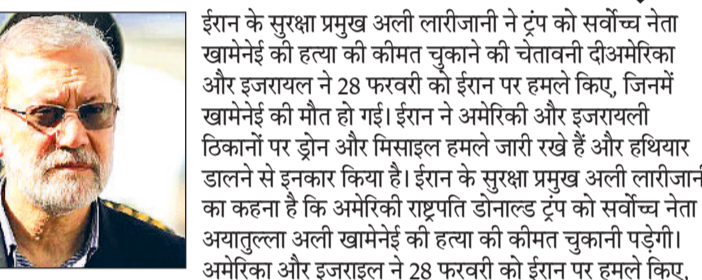 ईरान के सुरक्षा प्रमुख अली लारीजानी ने ट्रंप को सर्वोच्च नेता
खामेनेई की हत्या की कीमत चुकाने की चेतावनी दीअमेरिका
और इजरायल ने 28 फरवरी को ईरान पर हमले किए, जिनमें
खामेनेई की मौत हो गई। ईरान ने अमेरिकी और इजरायली
ठिकानों पर ड्रोन और मिसाइल हमले जारी रखे हैं और हथियार
डालने से इनकार किया है। ईरान के सुरक्षा प्रमुख अली लारीजानी
का कहना है कि अमेरिकी राष्ट्रपति डोनाल्ड ट्रंप को सर्वोच्च नेता
अयातुल्ला अली खामेनेई की हत्या की कीमत चुकानी पड़ेगी।
अमेरिका और इजराइल ने 28 फरवरी को ईरान पर हमले किए,